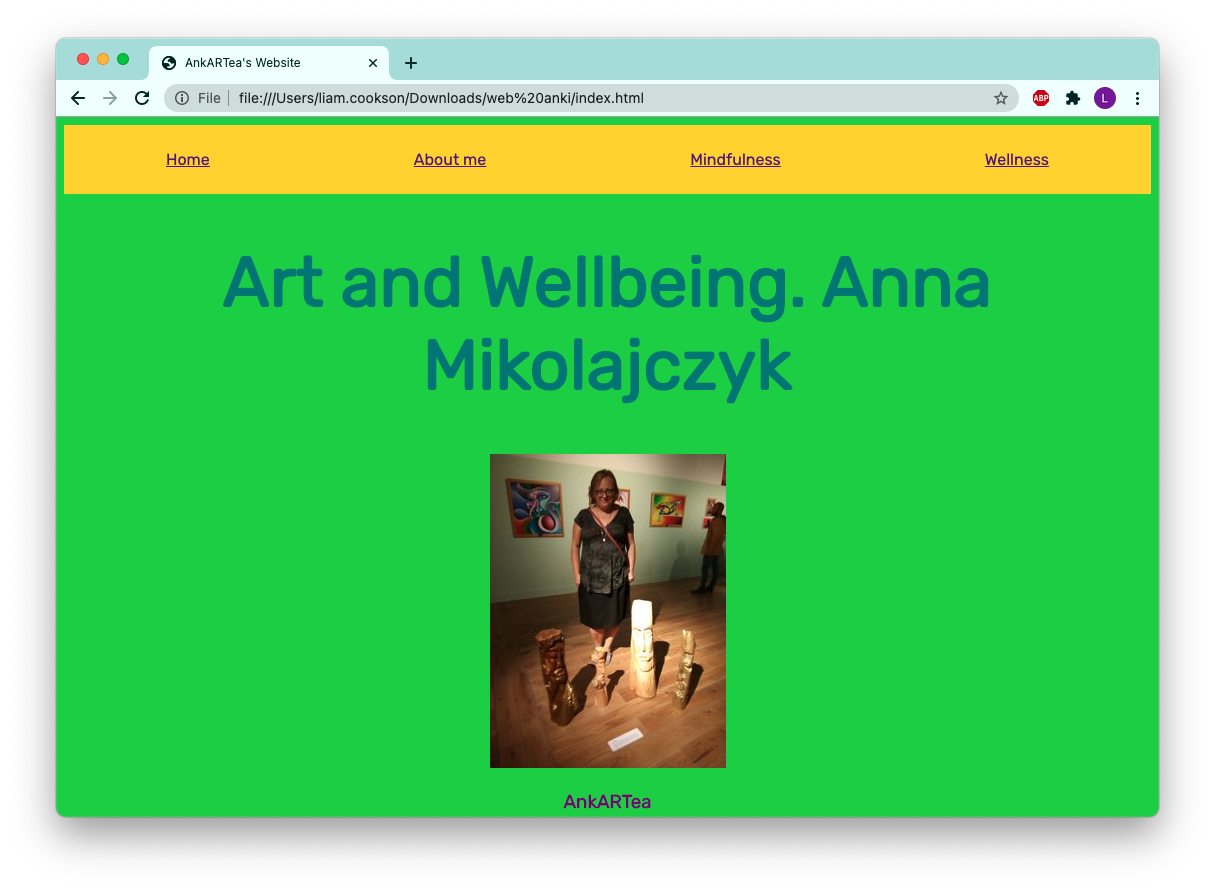 AnkARTea's Website
File file:///Users/liam.cookson/Downloads/web%20anki/index.html ABP L
Home About me Mindfulness Wellness
Art and Wellbeing. Anna
Mikolajczyk
AnkARTea